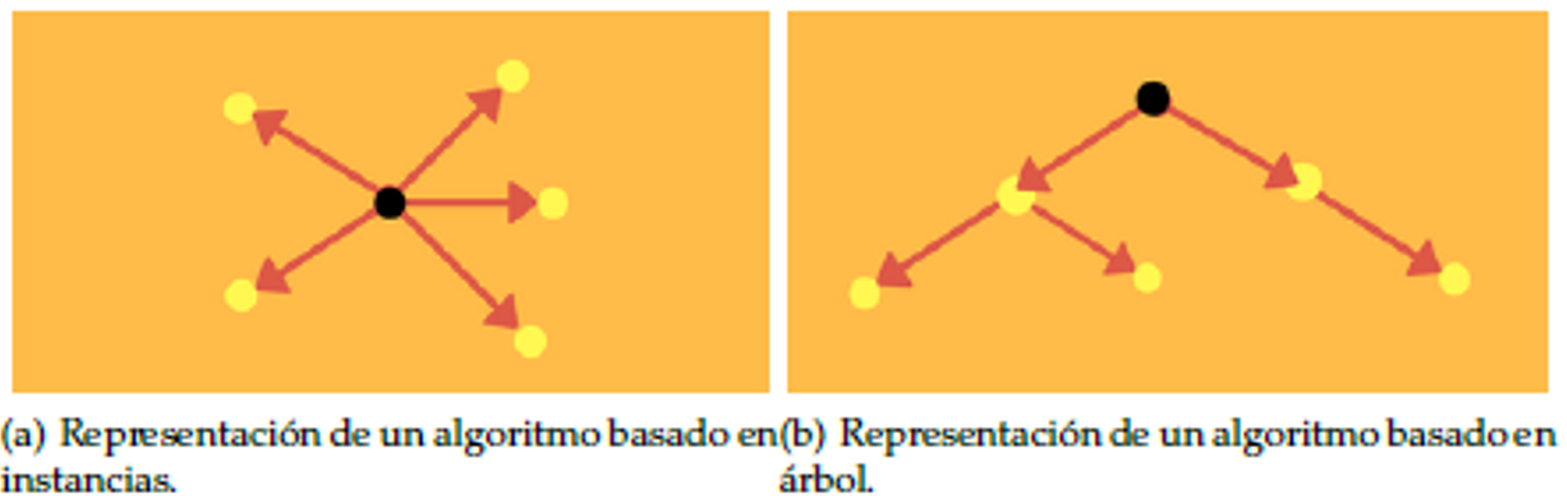 (a) Representación de un algoritmo basado en
instancias.
(b) Representación de un algoritmo basado en
árbol.